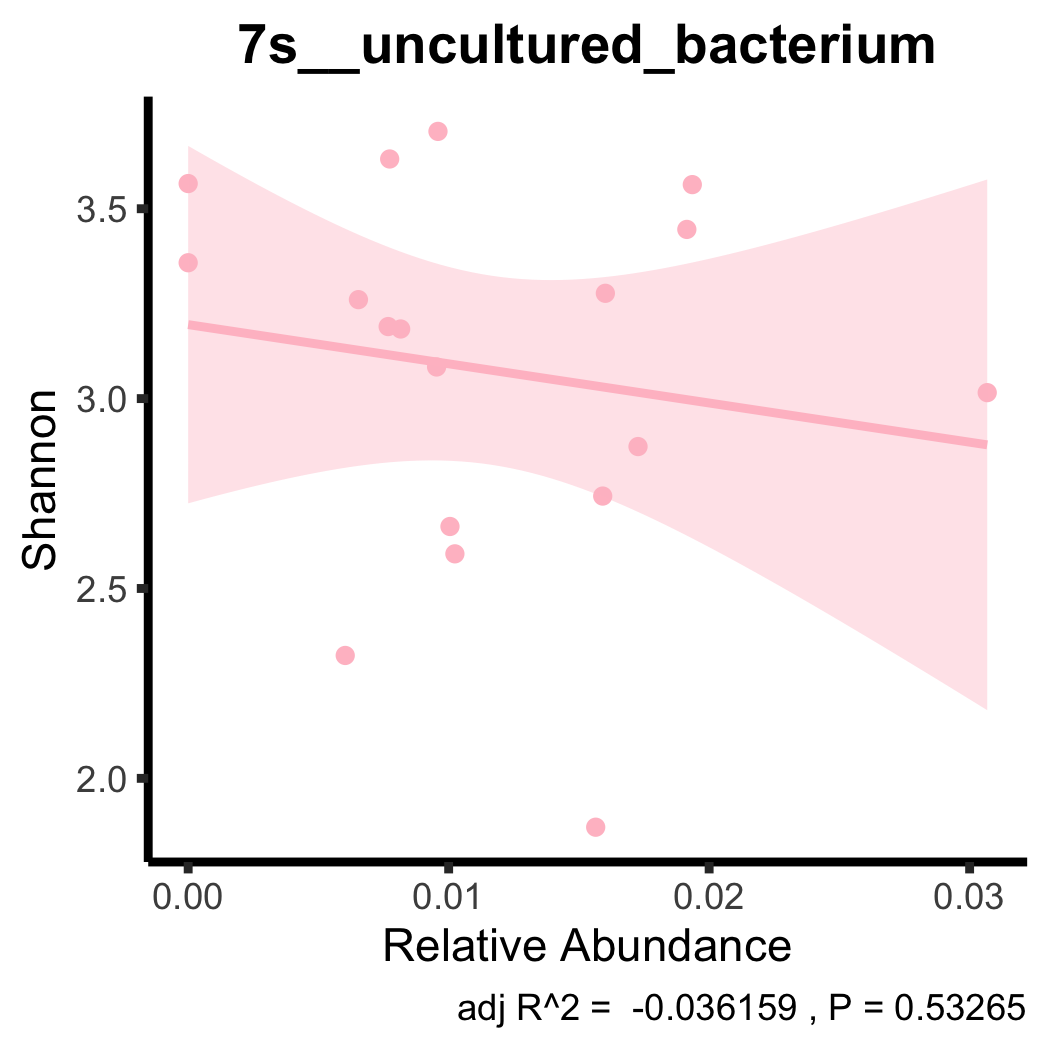 7s__uncultured_bacterium
3.5
3.0
2.5
2.0
Shannon
0.00 0.01 0.02 0.03
Relative Abundance
adj R^2 =  -0.036159 , P = 0.53265